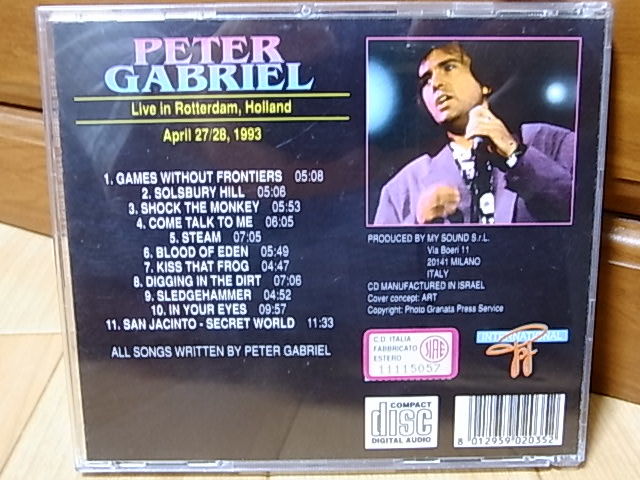 PETER
GABRIEL
Live in Rotterdam, Holland
April 27/28, 1993
1. GAMES WITHOUT FRONTIERS 05:08
2. SOLSBURY HILL 05:06
3. SHOCK THE MONKEY 05:53
4. COME TALK TO ME 06:05
5. STEAM 07:05
6. BLOOD OF EDEN 05:49
7. KISS THAT FROG 04:47
8. DIGGING IN THE DIRT 07:06
9. SLEDGEHAMMER 04:52
10. IN YOUR EYES 09:57
11. SAN JACINTO - SECRET WORLD 11:33
ALL SONGS WRITTEN BY PETER GABRIEL
PRODUCED BY MY SOUND S.r.L.
Via Boeri 11
20141 MILANO
ITALY
CD MANUFACTURED IN ISRAEL
Cover concept: ART
Copyright: Photo Granata Press Service
C.D. ITALIA
FABBRICATO
ESTERO
SIAE
11115057
INTERNATIONAL
COMPACT
disc
DIGITAL AUDIO
8 012959 020352